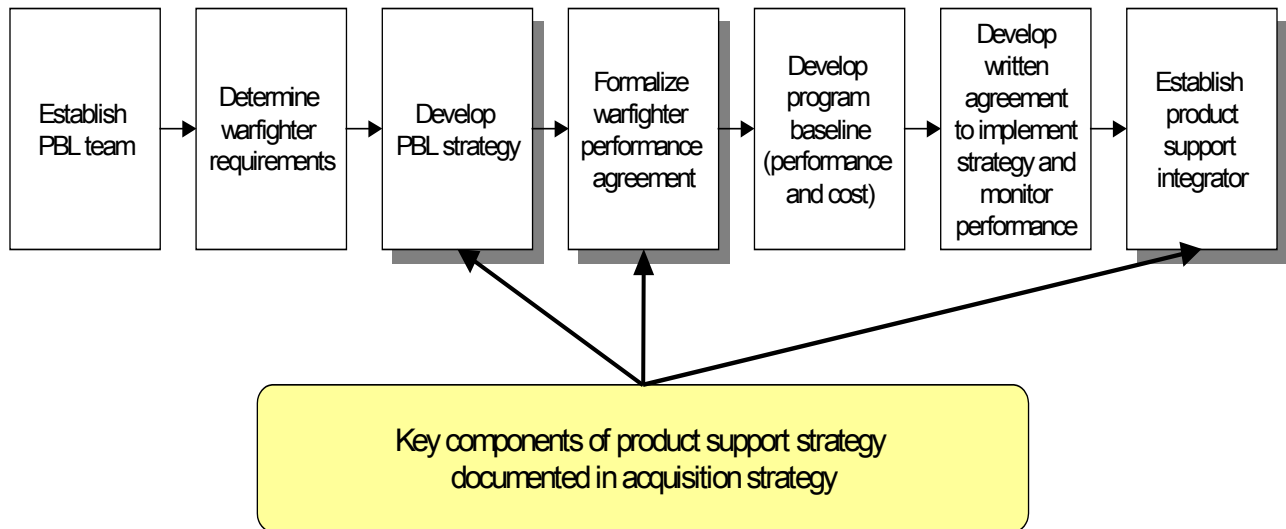 Establish
PBL team
Determine
warfighter
requirements
Develop
PBL strategy
Formalize
warfighter
performance
agreement
Develop
program
baseline
(performance
and cost)
Develop
written
agreement
to implement
strategy and
monitor
performance
Establish
product
support
integrator
Key components of product support strategy
documented in acquisition strategy